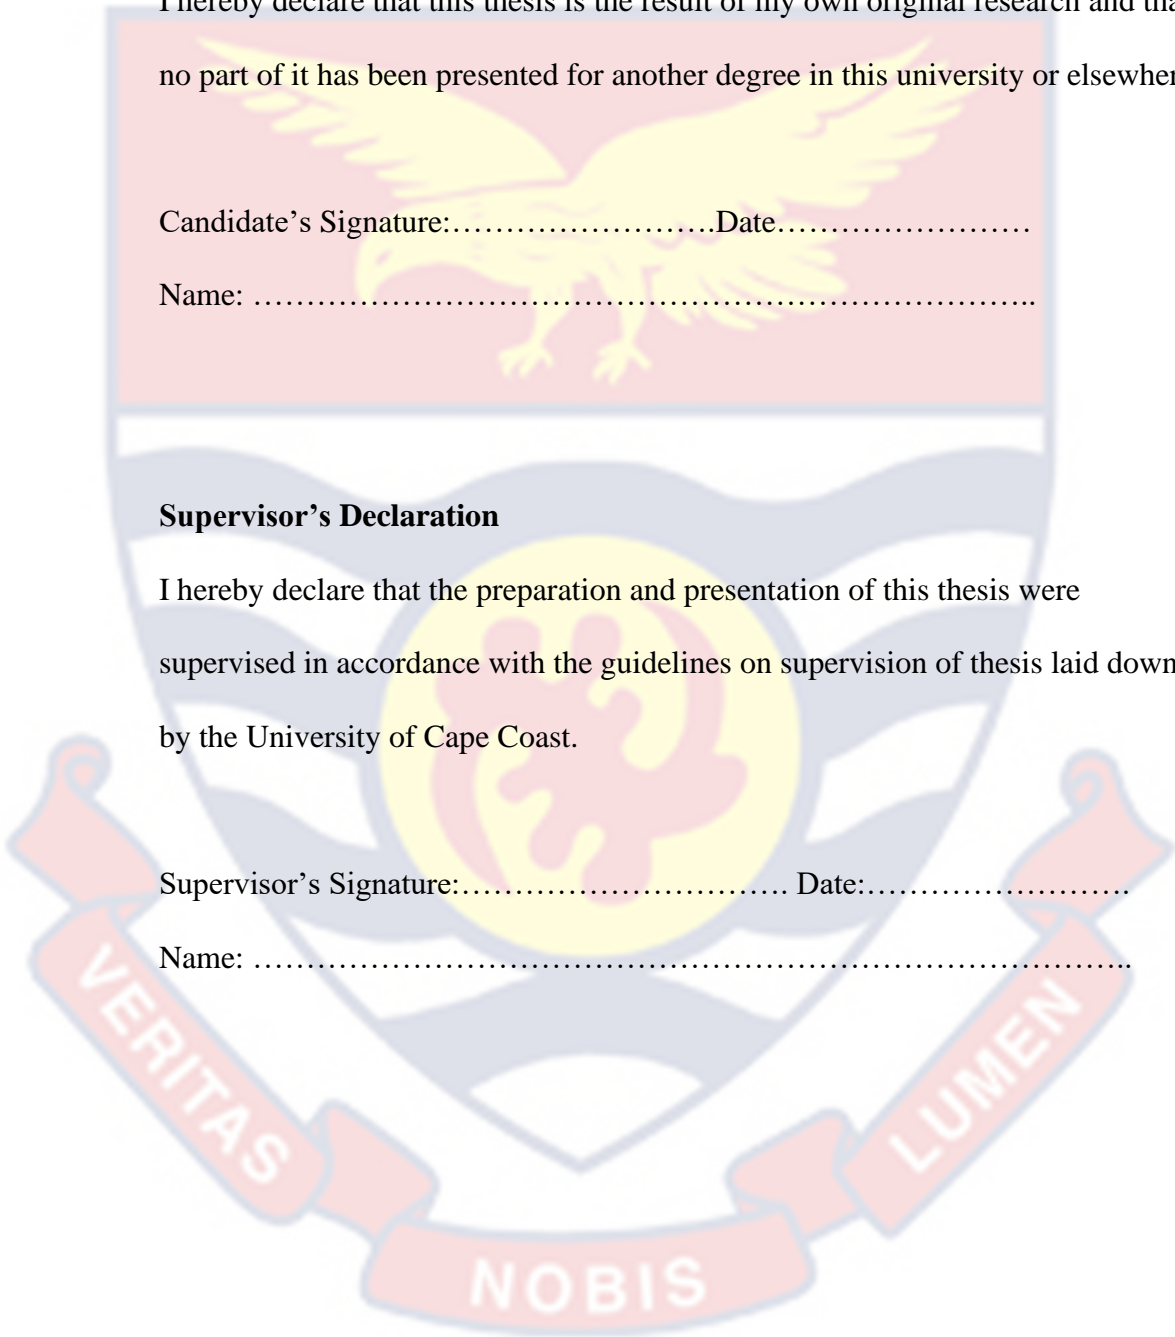 I hereby declare that this thesis is the result of my own original research and
no part of it has been presented for another degree in this university or
Candidate’s Signature:……………………….Date……………………
Name: …………………………………………………………………..
Supervisor’s Declaration
I hereby declare that the preparation and presentation of this thesis were
supervised in accordance with the guidelines on supervision of thesis laid down
by the University of Cape Coast.
Supervisor’s Signature:…………………………. Date:…………………….
Name: …………………………………………………………………………..
VERITAS
NOBIS
LUMEN